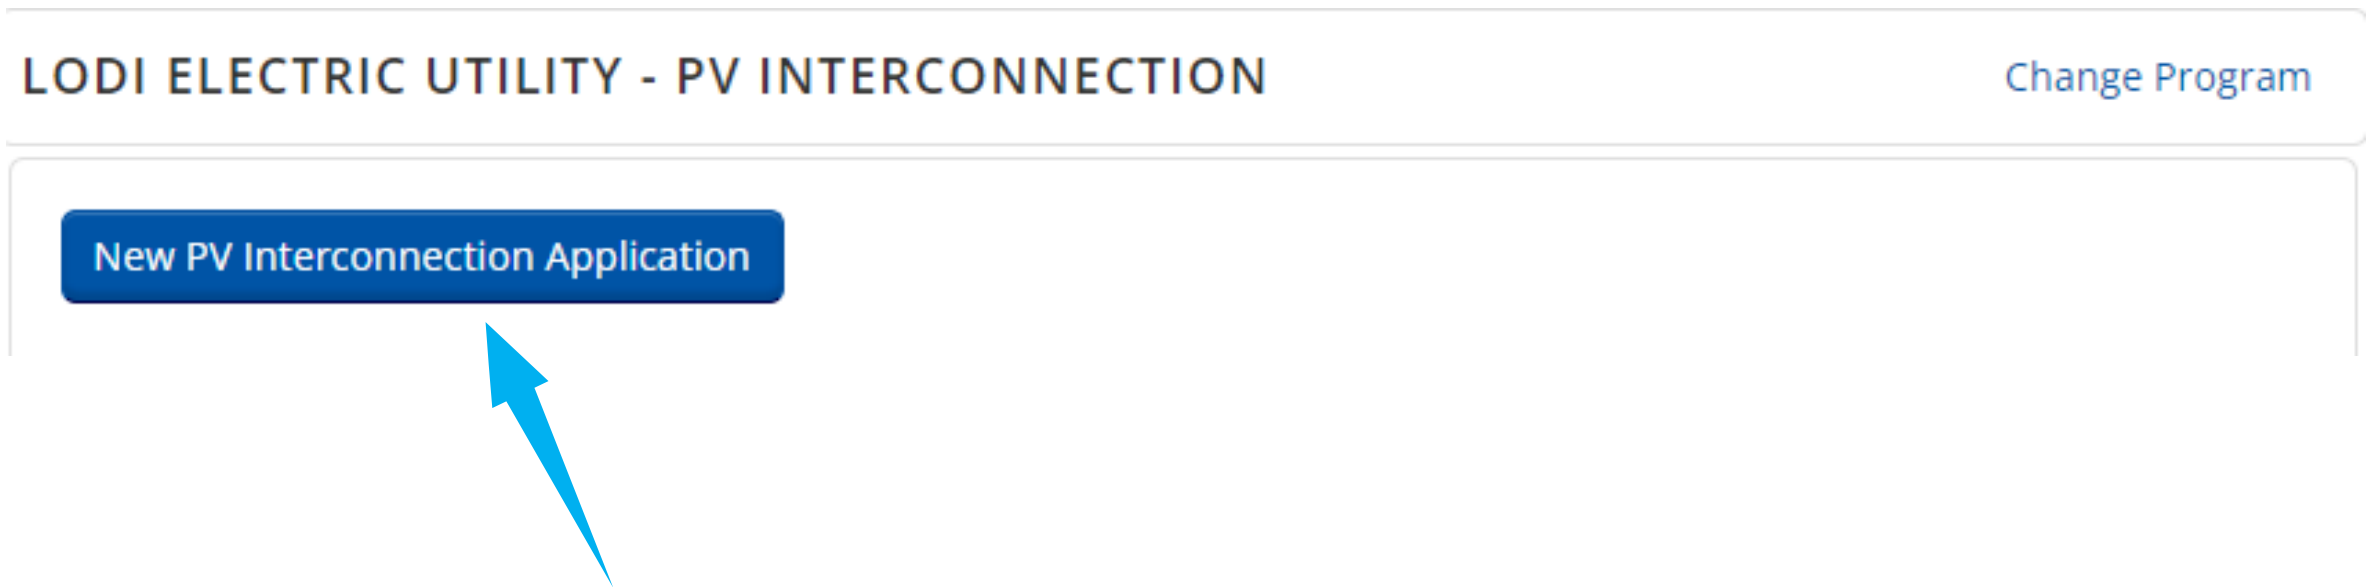 LODI ELECTRIC UTILITY - PV INTERCONNECTION
Change Program
New PV Interconnection Application